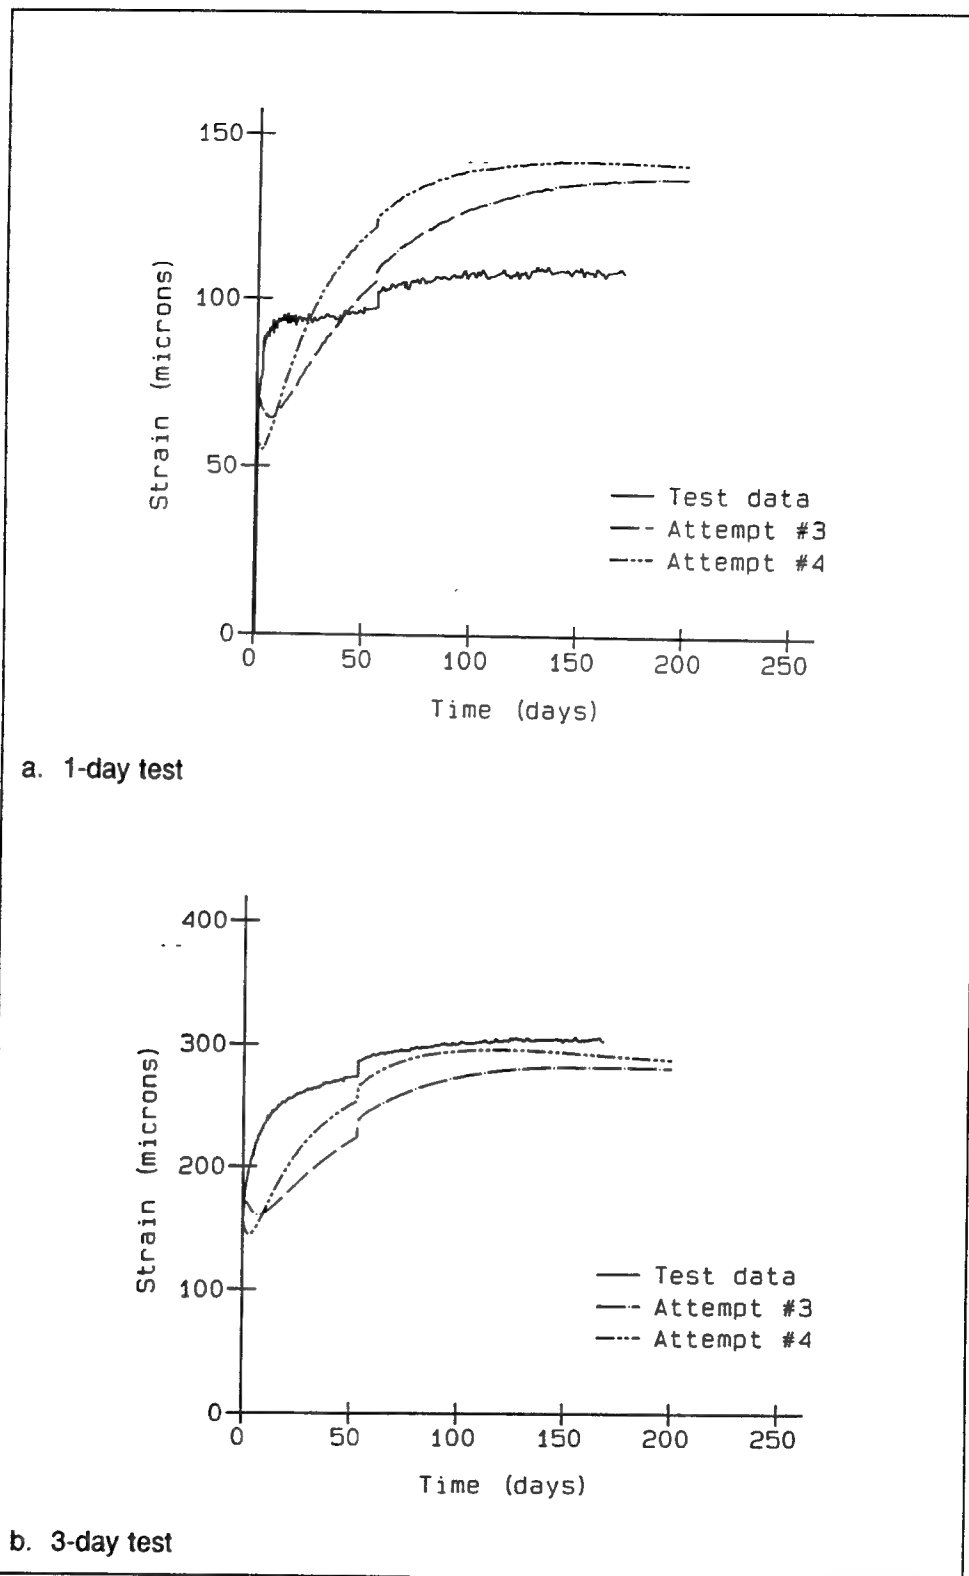 150
100
50
0
Strain (microns)
Test data
Attempt #3
Attempt #4
0 50 100 150 200 250
Time (days)
a. 1-day test
400
300
200
100
0
Strain (microns)
Test data
Attempt #3
Attempt #4
0 50 100 150 200 250
Time (days)
b. 3-day test